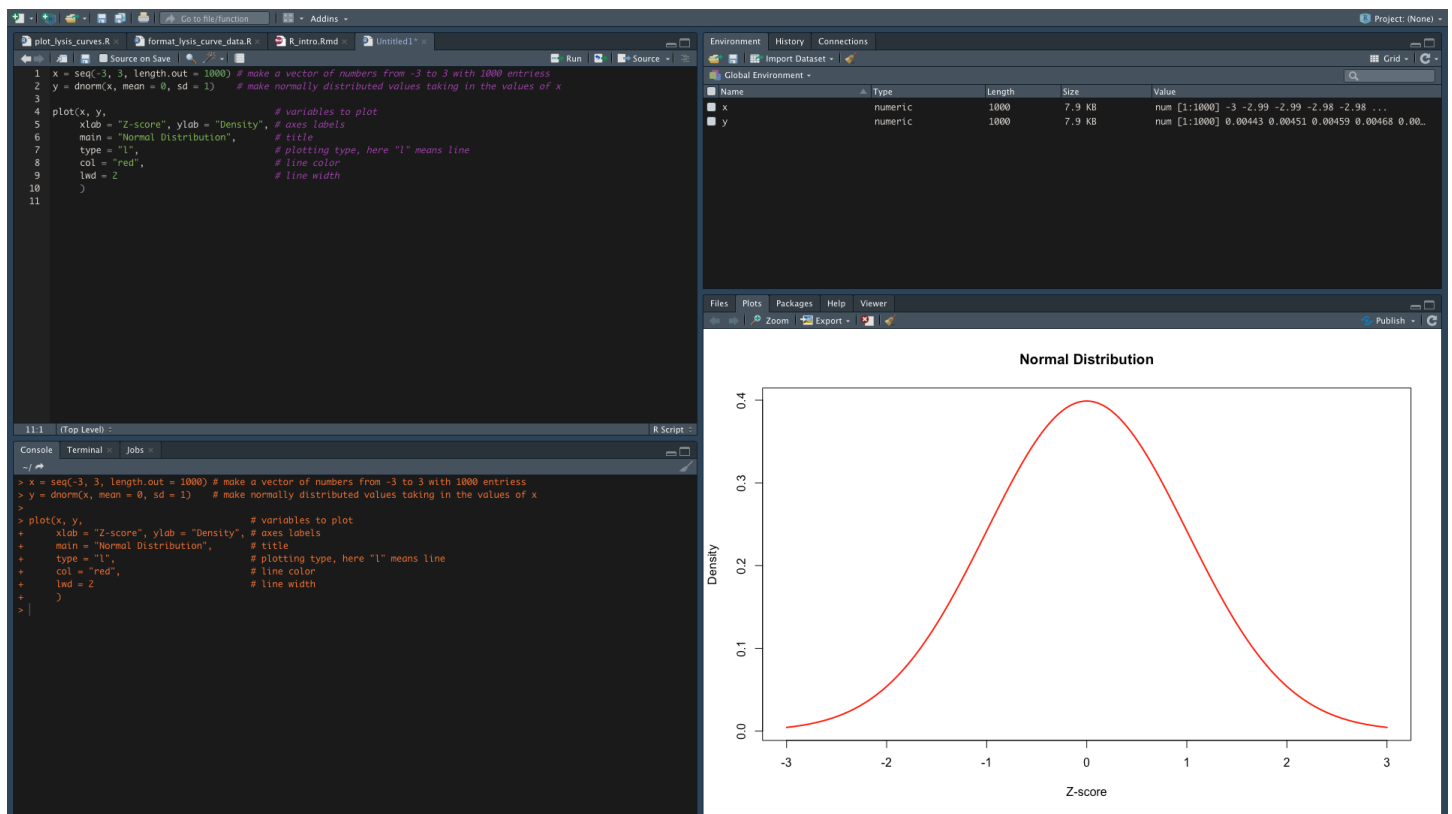 Go to file/function Addins Project: (None)
plot_lysis_curves.R format_lysis_curve_data.R R_intro.Rmd Untitled1*
Source on Save Run Source
1 x = seq(-3, 3, length.out = 1000) # make a vector of numbers from -3 to 3 with 1000 entriess
2 y = dnorm(x, mean = 0, sd = 1) # make normally distributed values taking in the values of x
3
4 plot(x, y, # variables to plot
5 xlab = "Z-score", ylab = "Density", # axes labels
6 main = "Normal Distribution", # title
7 type = "l", # plotting type, here "l" means line
8 col = "red", # line color
9 lwd = 2 # line width
10 )
11
11:1 (Top Level) R Script
Console Terminal Jobs
~/
> x = seq(-3, 3, length.out = 1000) # make a vector of numbers from -3 to 3 with 1000 entriess
> y = dnorm(x, mean = 0, sd = 1) # make normally distributed values taking in the values of x
>
> plot(x, y, # variables to plot
+ xlab = "Z-score", ylab = "Density", # axes labels
+ main = "Normal Distribution", # title
+ type = "l", # plotting type, here "l" means line
+ col = "red", # line color
+ lwd = 2 # line width
+ )
>
Environment History Connections
Import Dataset Grid
Global Environment
Name Type Length Size Value
x numeric 1000 7.9 KB num [1:1000] -3 -2.99 -2.99 -2.98 -2.98 ...
y numeric 1000 7.9 KB num [1:1000] 0.00443 0.00451 0.00459 0.00468 0.00…
Files Plots Packages Help Viewer
Zoom Export Publish
Normal Distribution
0.4
0.3
0.2
0.1
0.0
Density
-3 -2 -1 0 1 2 3
Z-score